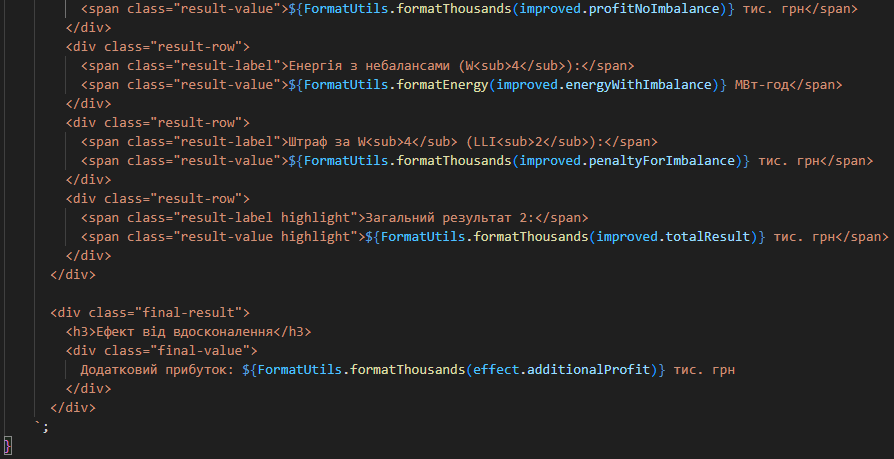 <span class="result-value">${FormatUtils.formatThousands(improved.profitNoImbalance)} тис. грн</span>
</div>
<div class="result-row">
<span class="result-label">Енергія з небалансами (W<sub>4</sub>):</span>
<span class="result-value">${FormatUtils.formatEnergy(improved.energyWithImbalance)} МВт-год</span>
</div>
<div class="result-row">
<span class="result-label">Штраф за W<sub>4</sub> (LLI<sub>2</sub>):</span>
<span class="result-value">${FormatUtils.formatThousands(improved.penaltyForImbalance)} тис. грн</span>
</div>
<div class="result-row">
<span class="result-label highlight">Загальний результат 2:</span>
<span class="result-value highlight">${FormatUtils.formatThousands(improved.totalResult)} тис. грн</span>
</div>
</div>
<div class="final-result">
<h3>Ефект від вдосконалення</h3>
<div class="final-value">
Додатковий прибуток: ${FormatUtils.formatThousands(effect.additionalProfit)} тис. грн
</div>
</div>
`;
}